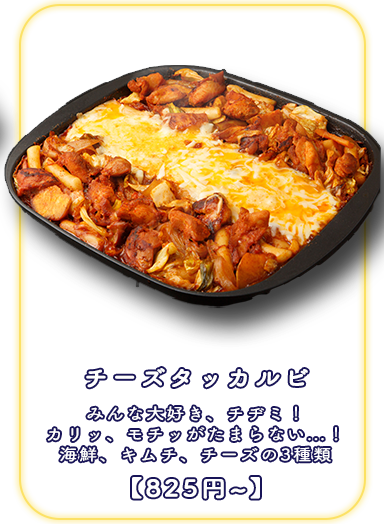 チーズタッカルビ
みんな大好き、チヂミ！
カリッ、モチッがたまらない...！
海鮮、キムチ、チーズの3種類
【825円~】